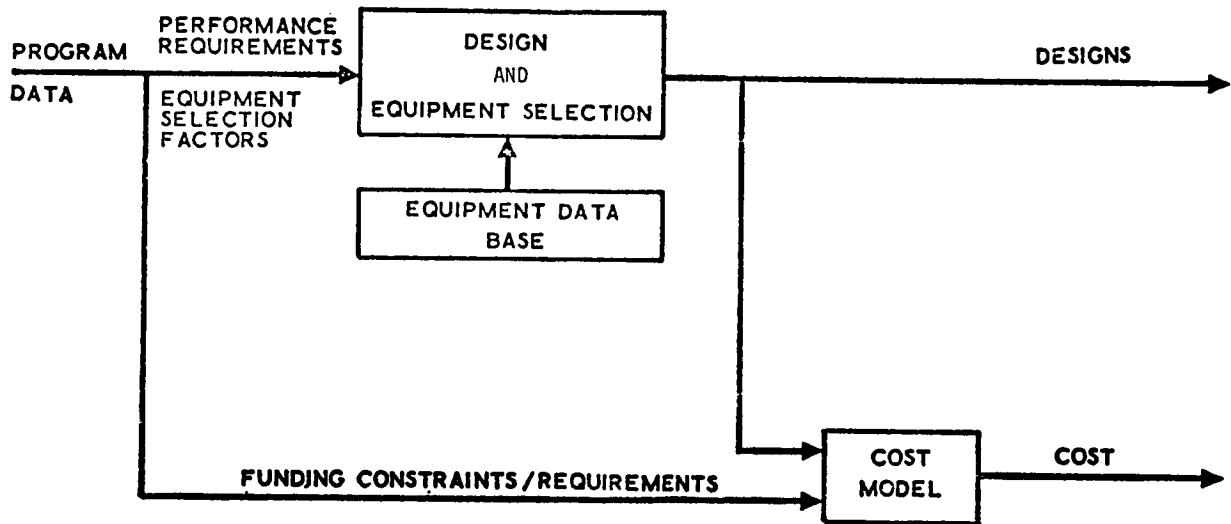 PERFORMANCE
REQUIREMENTS
PROGRAM
DATA
EQUIPMENT
SELECTION
FACTORS
DESIGN
AND
EQUIPMENT SELECTION
DESIGNS
EQUIPMENT DATA
BASE
FUNDING CONSTRAINTS/REQUIREMENTS
COST
MODEL
COST